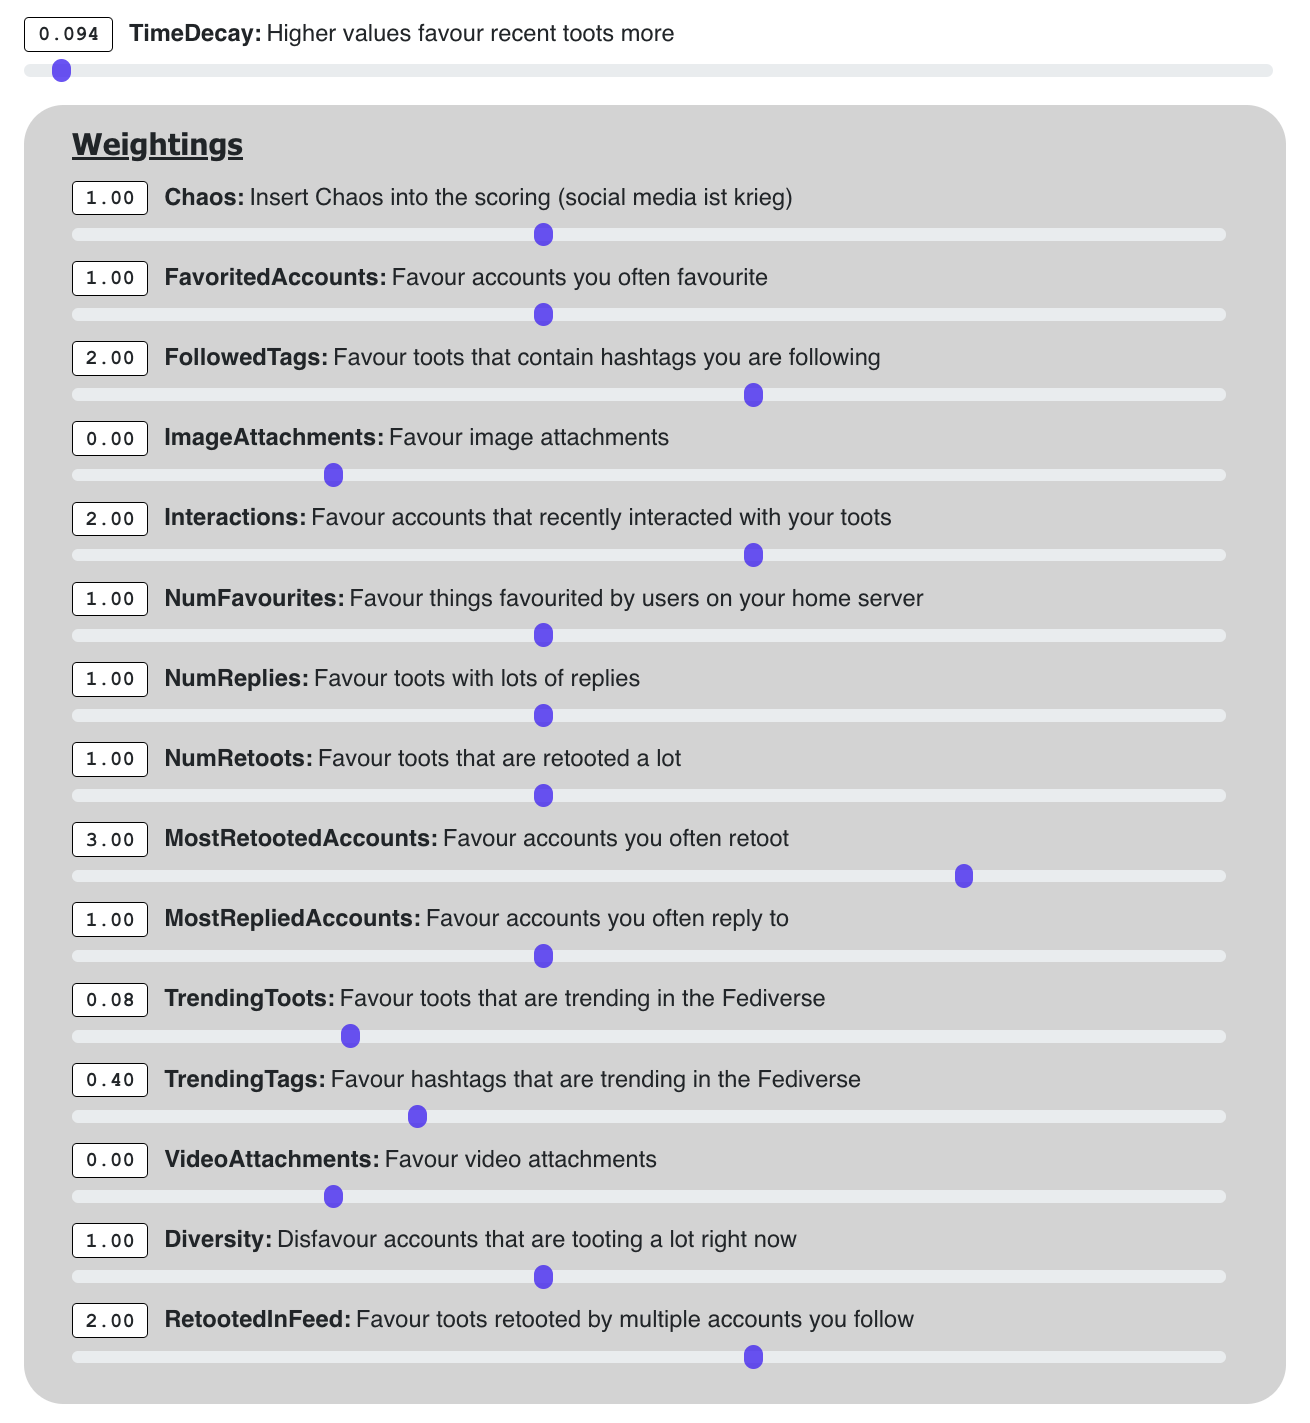 0.094 TimeDecay: Higher values favour recent toots more
Weightings
1.00 Chaos: Insert Chaos into the scoring (social media ist krieg)
1.00 FavoritedAccounts: Favour accounts you often favourite
2.00 FollowedTags: Favour toots that contain hashtags you are following
0.00 ImageAttachments: Favour image attachments
2.00 Interactions: Favour accounts that recently interacted with your toots
1.00 NumFavourites: Favour things favourited by users on your home server
1.00 NumReplies: Favour toots with lots of replies
1.00 NumRetoots: Favour toots that are retooted a lot
3.00 MostRetootedAccounts: Favour accounts you often retoot
1.00 MostRepliedAccounts: Favour accounts you often reply to
0.08 TrendingToots: Favour toots that are trending in the Fediverse
0.40 TrendingTags: Favour hashtags that are trending in the Fediverse
0.00 VideoAttachments: Favour video attachments
1.00 Diversity: Disfavour accounts that are tooting a lot right now
2.00 RetootedInFeed: Favour toots retooted by multiple accounts you follow